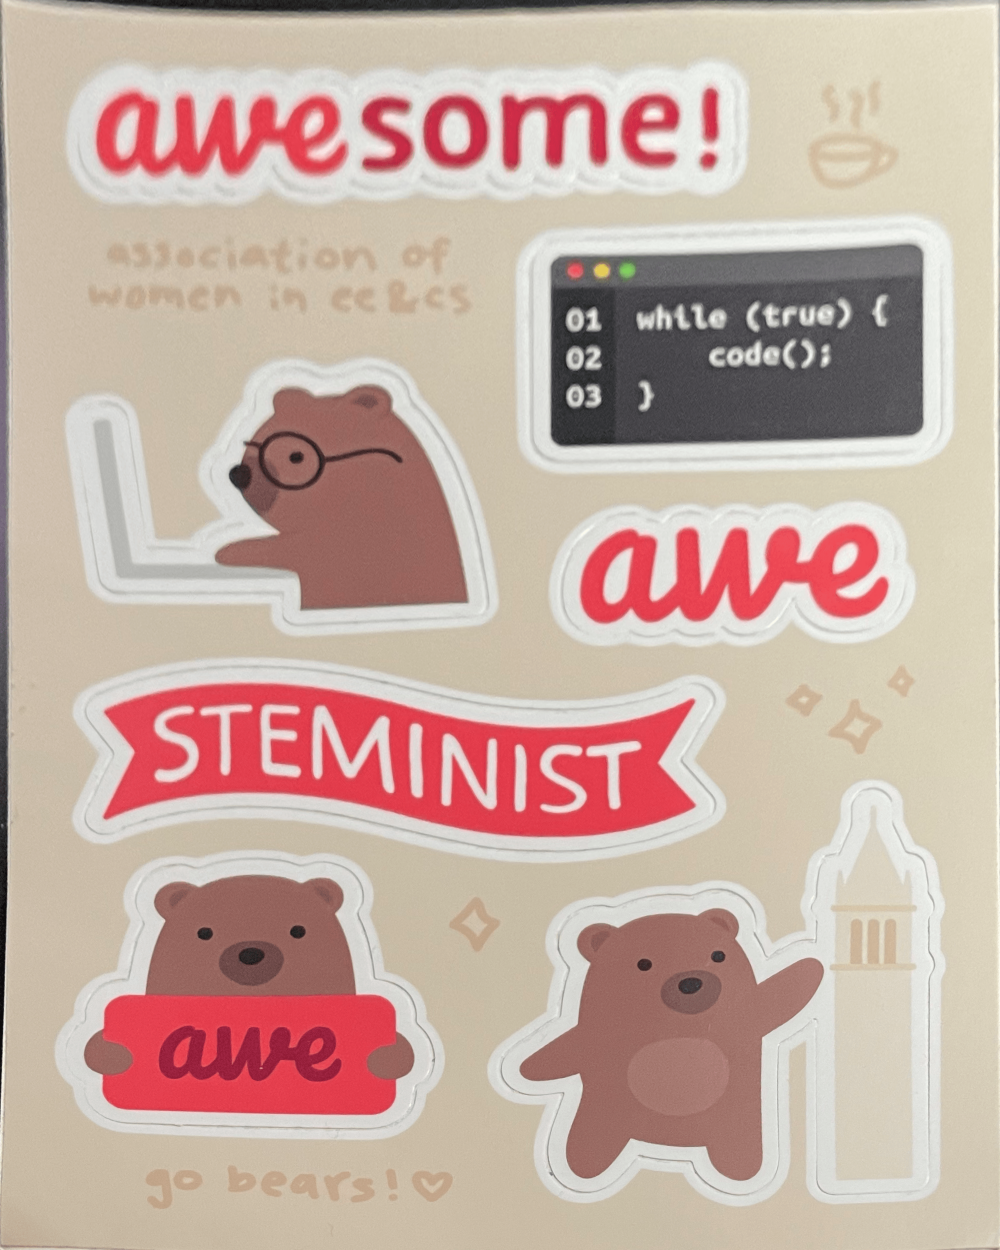 awesome!
association of
women in ee&cs
01 while (true) {
02 code();
03 }
awe
STEMINIST
awe
go bears!